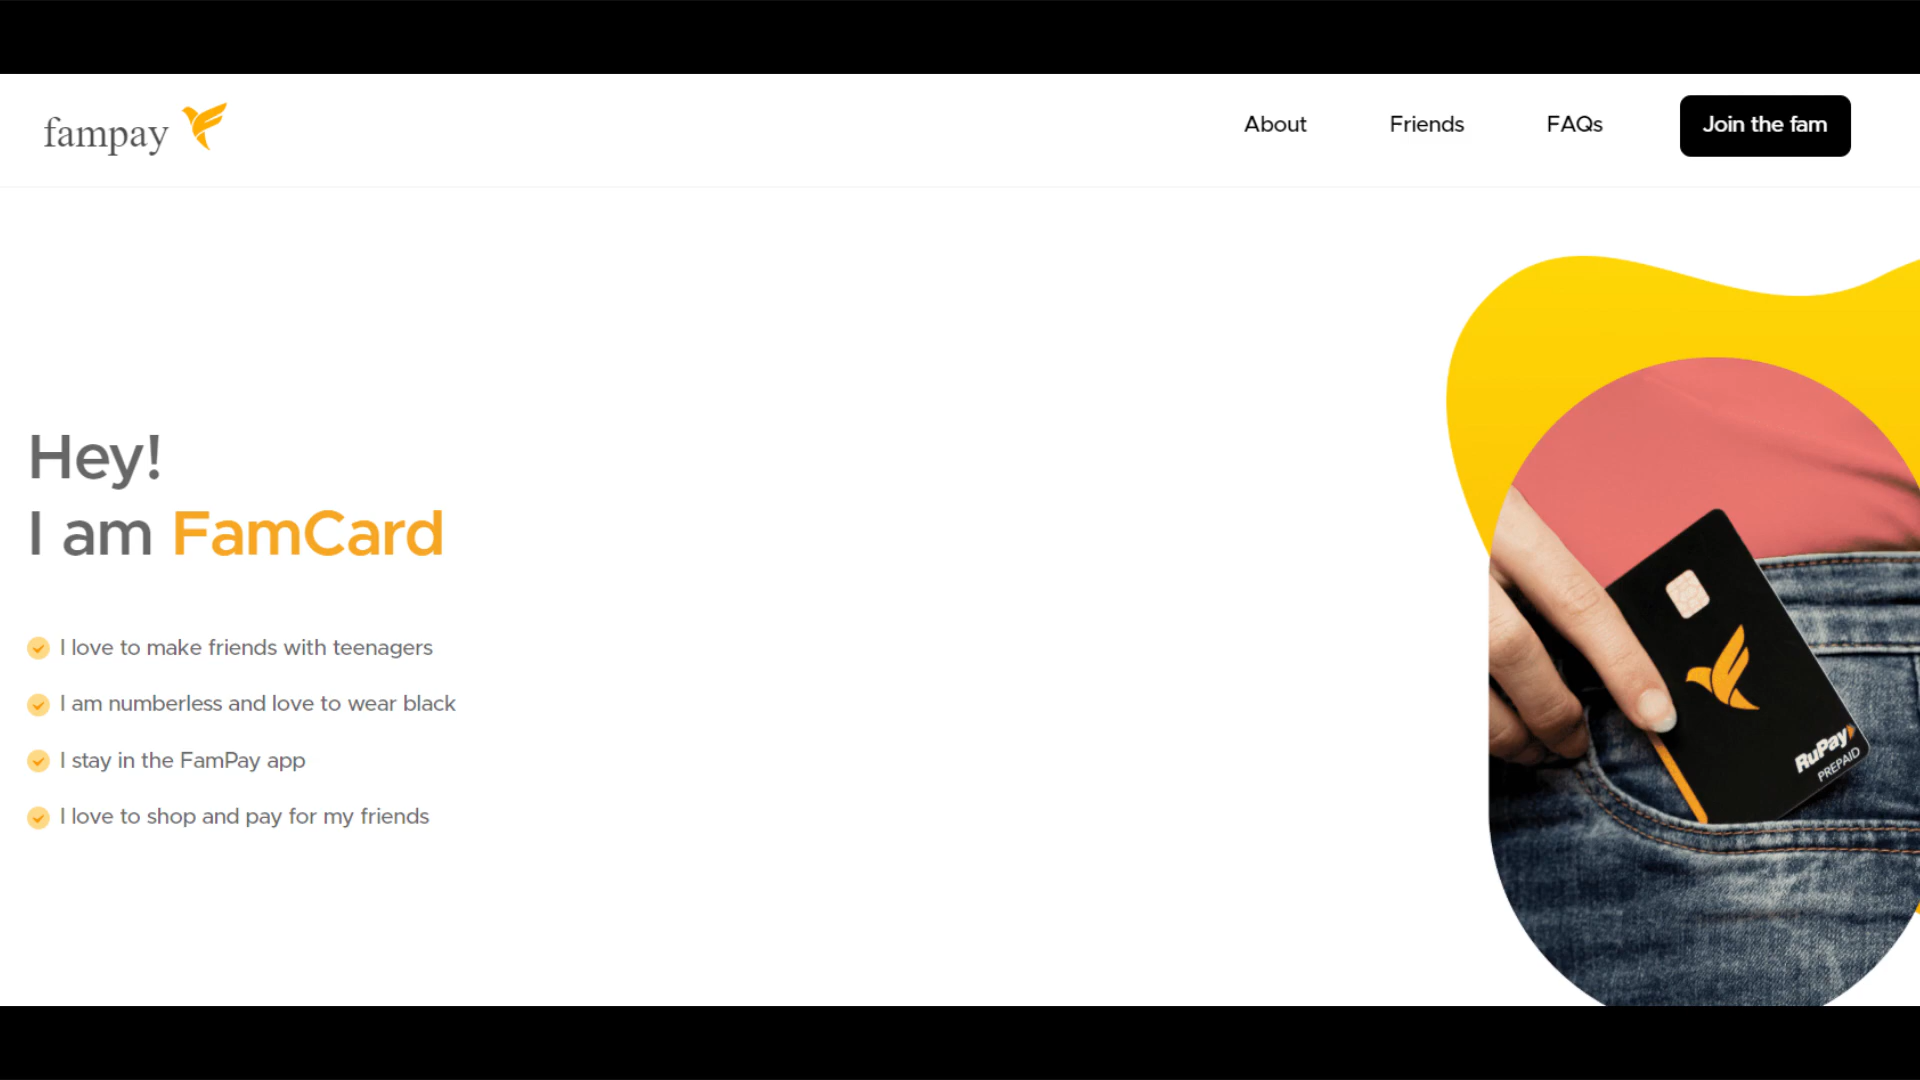 fampay
About
Friends
FAQs
Join the fam
Hey!
I am FamCard
I love to make friends with teenagers
I am numberless and love to wear black
I stay in the FamPay app
I love to shop and pay for my friends
RuPay
PREPAID